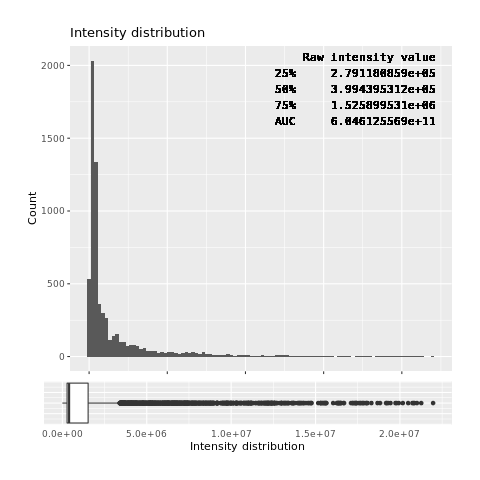 Intensity distribution
Raw intensity value
25% 2.791180859e+05
50% 3.994395312e+05
75% 1.525899531e+06
AUC 6.046125569e+11
2000
1500
1000
500
0
Count
0.0e+00 5.0e+06 1.0e+07 1.5e+07 2.0e+07
Intensity distribution